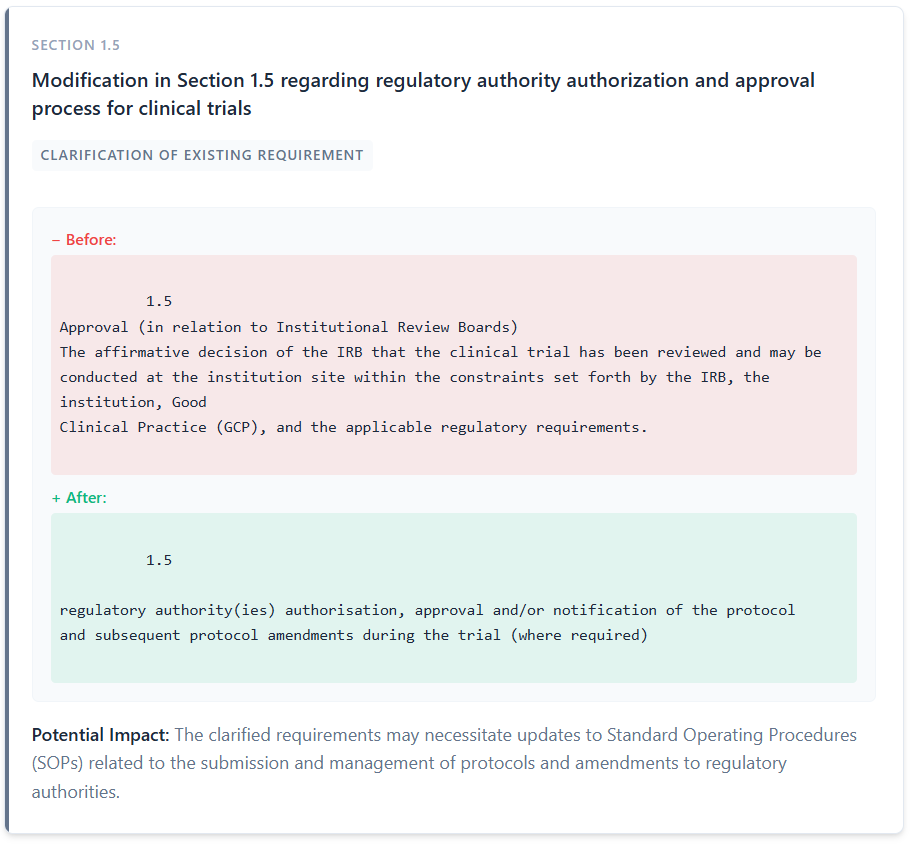 SECTION 1.5
Modification in Section 1.5 regarding regulatory authority authorization and approval
process for clinical trials
CLARIFICATION OF EXISTING REQUIREMENT
– Before:
1.5
Approval (in relation to Institutional Review Boards)
The affirmative decision of the IRB that the clinical trial has been reviewed and may be
conducted at the institution site within the constraints set forth by the IRB, the
institution, Good
Clinical Practice (GCP), and the applicable regulatory requirements.
+ After:
1.5
regulatory authority(ies) authorisation, approval and/or notification of the protocol
and subsequent protocol amendments during the trial (where required)
Potential Impact: The clarified requirements may necessitate updates to Standard Operating Procedures
(SOPs) related to the submission and management of protocols and amendments to regulatory
authorities.